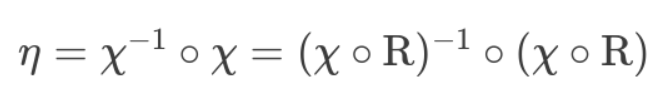 η = χ⁻¹ ∘ χ = (χ ∘ R)⁻¹ ∘ (χ ∘ R)